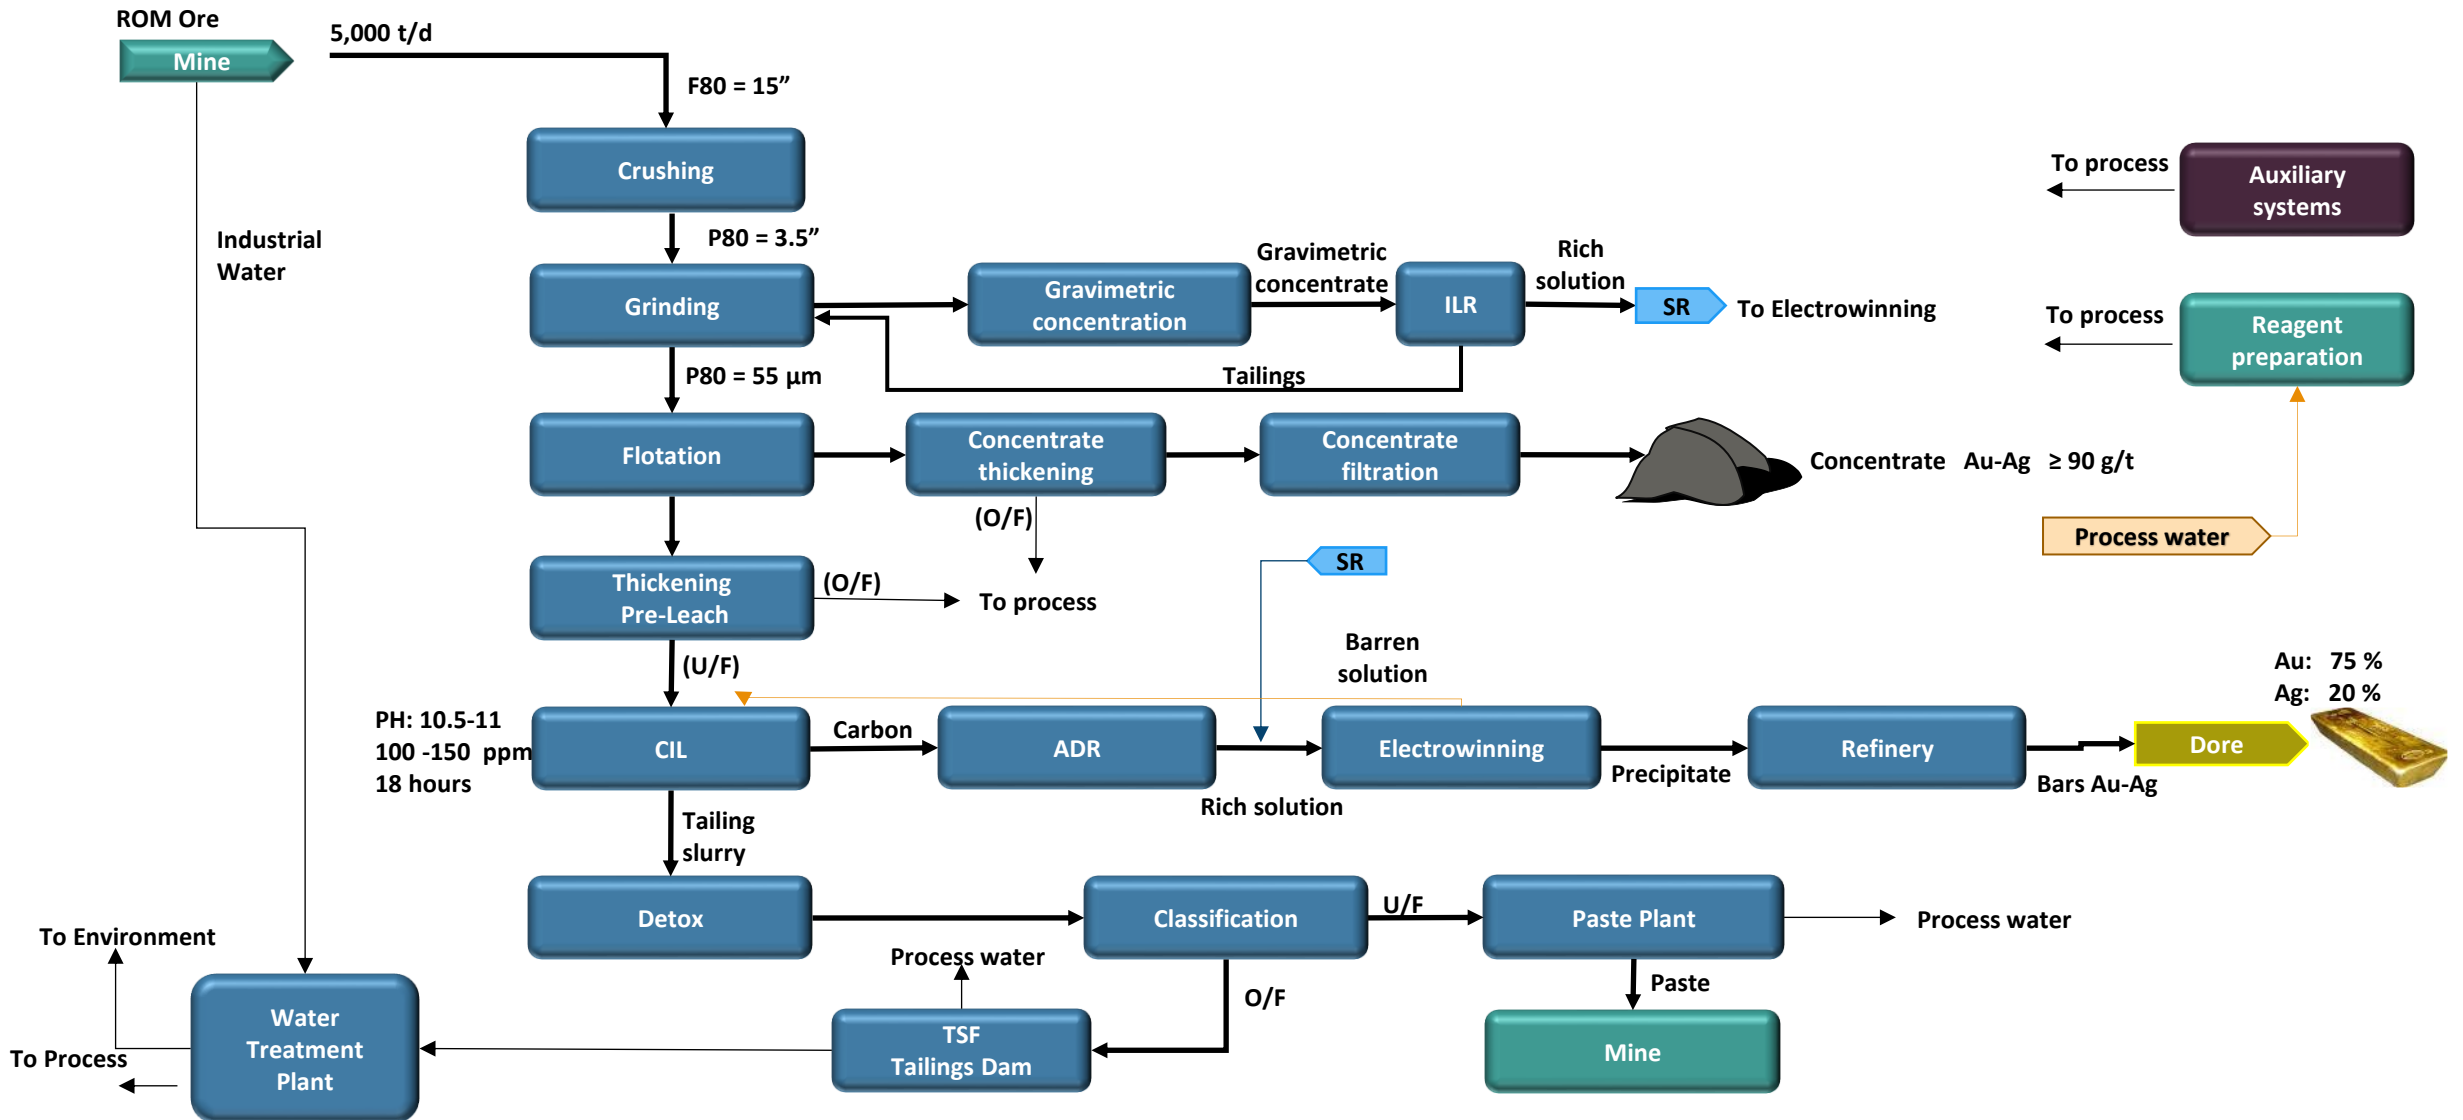 ROM Ore
Mine
5,000 t/d
F80 = 15”
Crushing
To process
Auxiliary
systems
Industrial
Water
P80 = 3.5”
Grinding
Gravimetric
concentration
Gravimetric
concentrate
ILR
Rich
solution
SR
To Electrowinning
To process
Reagent
preparation
P80 = 55 µm
Tailings
Flotation
Concentrate
thickening
Concentrate
filtration
Concentrate Au-Ag ≥ 90 g/t
(O/F)
Process water
Thickening
Pre-Leach
(O/F)
To process
SR
(U/F)
Barren
solution
Au: 75 %
Ag: 20 %
PH: 10.5-11
100 -150 ppm
18 hours
CIL
Carbon
ADR
Rich solution
Electrowinning
Precipitate
Refinery
Bars Au-Ag
Dore
Tailing
slurry
Detox
Classification
U/F
Paste Plant
Process water
To Environment
Process water
O/F
Paste
Water
Treatment
Plant
To Process
TSF
Tailings Dam
Mine